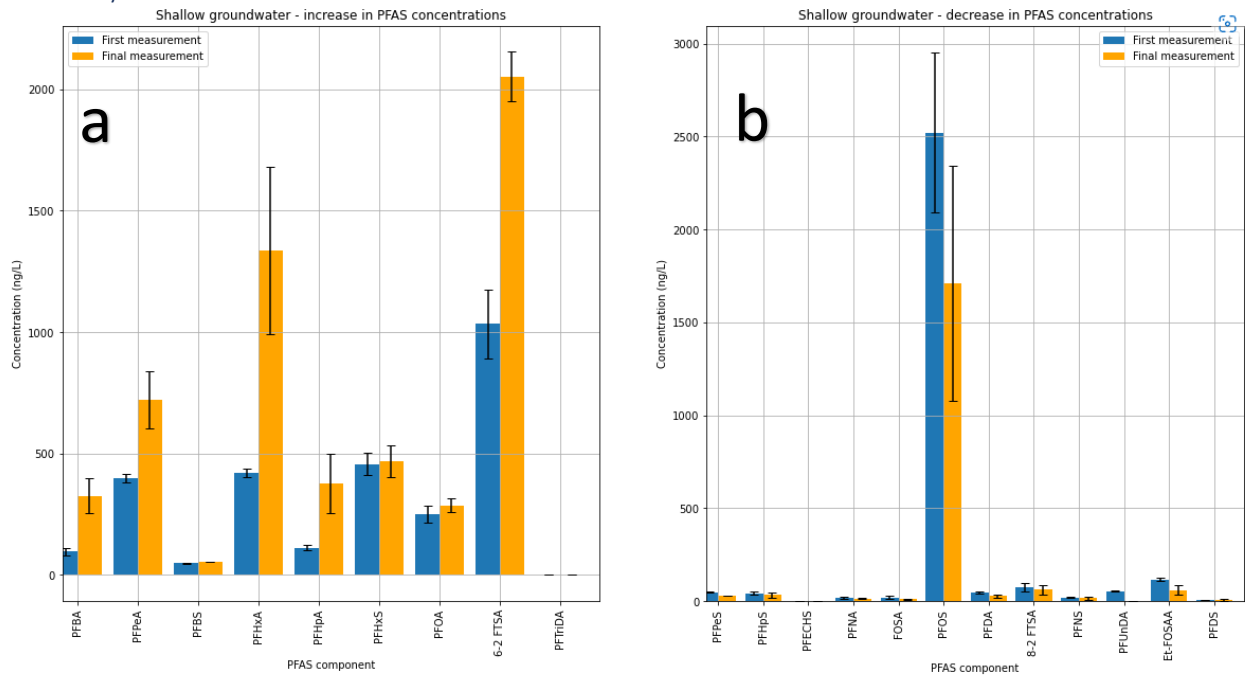 Shallow groundwater - increase in PFAS concentrations
First measurement
Final measurement
a
Concentration (ng/L)
2000
1500
1000
500
0
PFBA
PFPeA
PFBS
PFHxA
PFHpA
PFHxS
PFOA
6-2 FTSA
PFTriDA
PFAS component
Shallow groundwater - decrease in PFAS concentrations
First measurement
Final measurement
b
Concentration (ng/L)
3000
2500
2000
1500
1000
500
0
PFPeS
PFHpS
PFECHS
PFNA
FOSA
PFOS
PFDA
8-2 FTSA
PFNS
PFUnDA
Et-FOSAA
PFDS
PFAS component